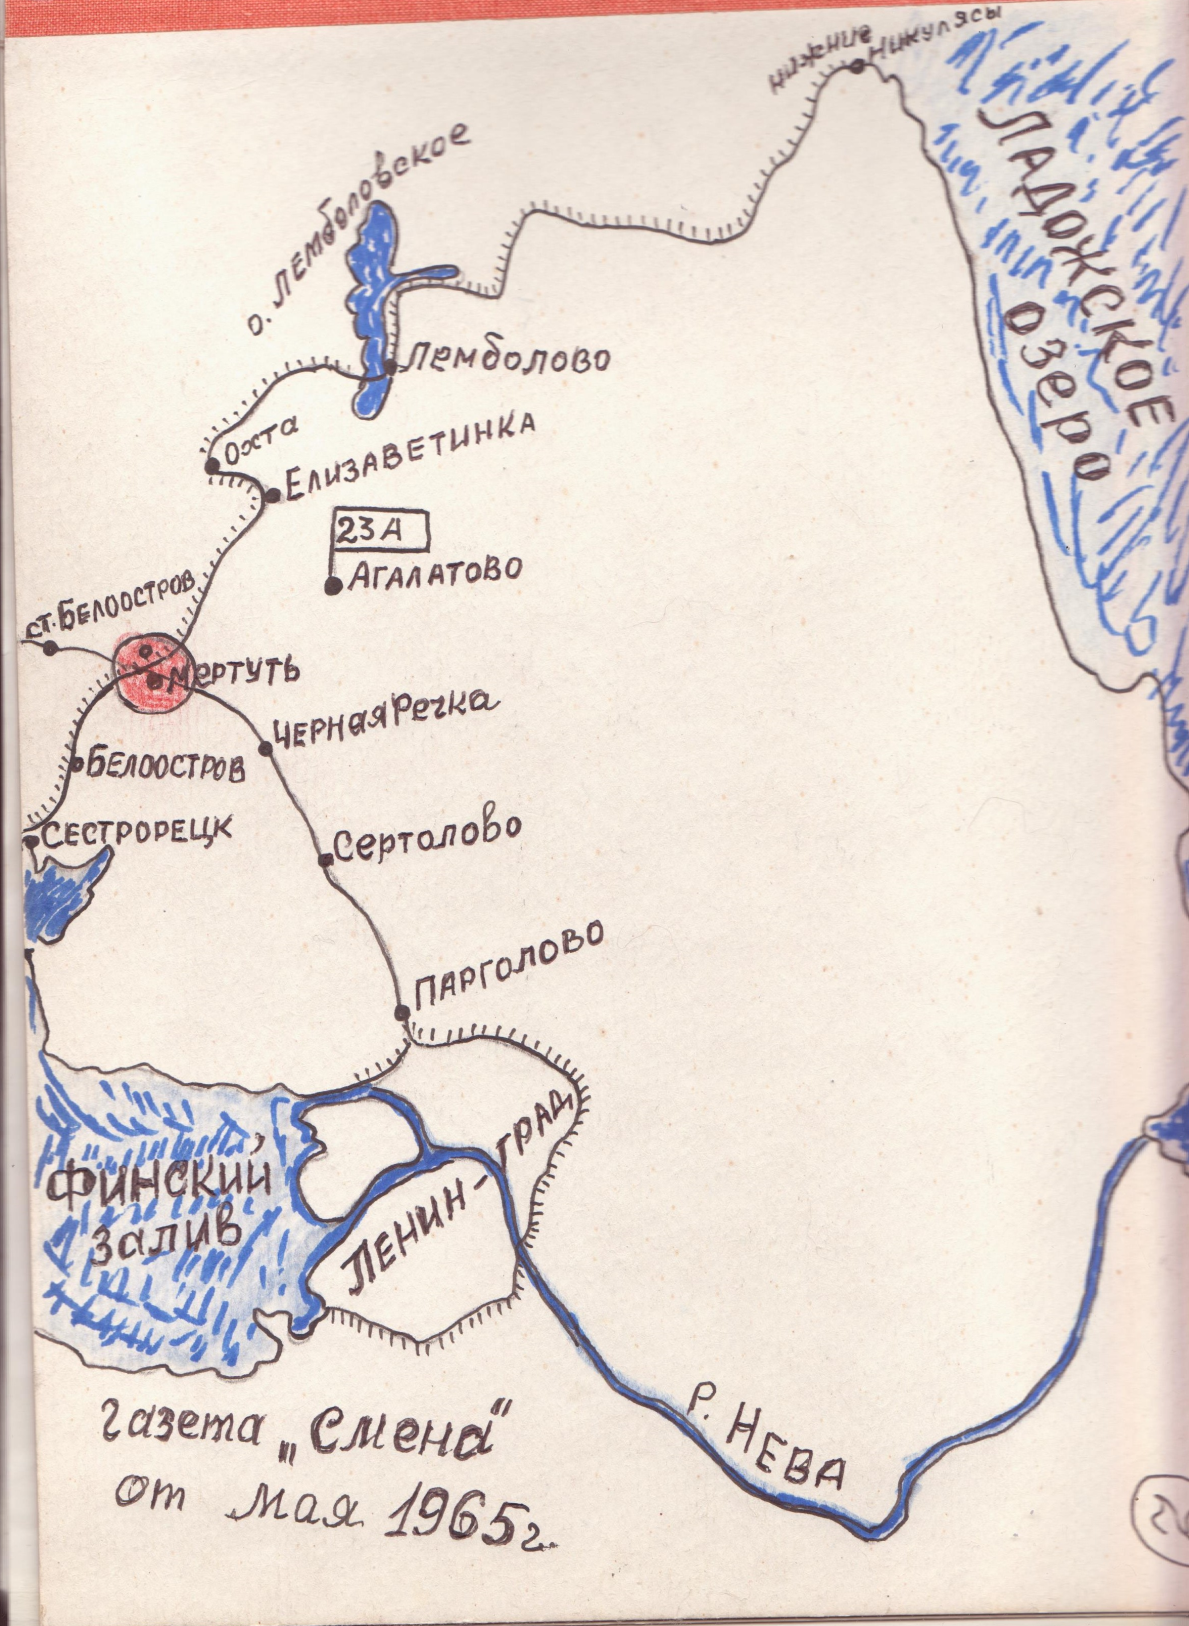 нижние Никулясы
ЛАДОЖСКОЕ
озеро
о. Лемболовское
Лемболово
Охта
ЕЛИЗАВЕТИНКА
23А
АГАЛАТОВО
ст. БЕЛООСТРОВ
МЕРТУТЬ
ЧЕРНАЯ РЕЧКА
БЕЛООСТРОВ
СЕСТРОРЕЦК
Сертолово
ПАРГОЛОВО
ФИНСКИЙ
ЗАЛИВ
ЛЕНИН-ГРАД
Р. НЕВА
газета „Смена"
от мая 1965г.